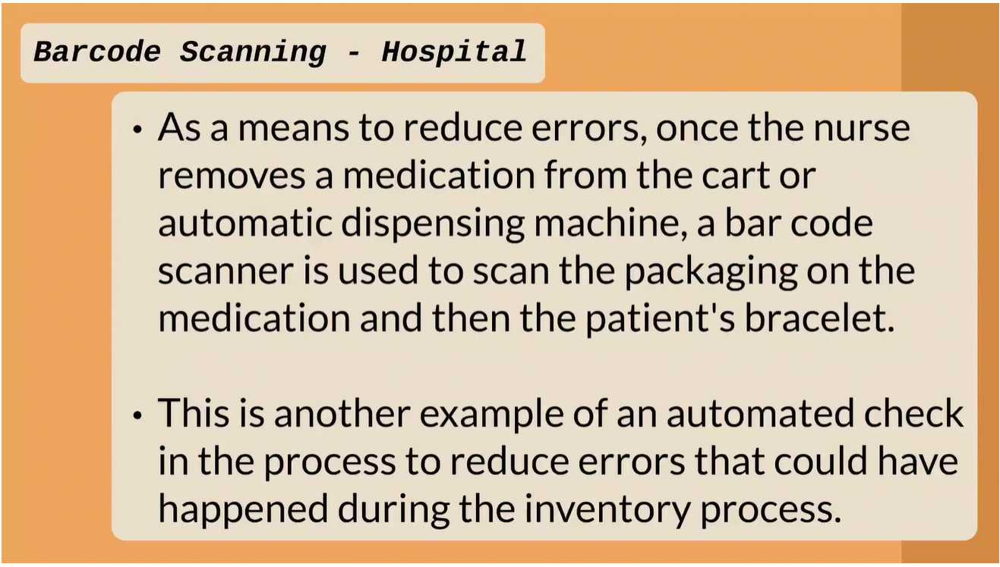 Barcode Scanning - Hospital
• As a means to reduce errors, once the nurse
removes a medication from the cart or
automatic dispensing machine, a bar code
scanner is used to scan the packaging on the
medication and then the patient's bracelet.
• This is another example of an automated check
in the process to reduce errors that could have
happened during the inventory process.